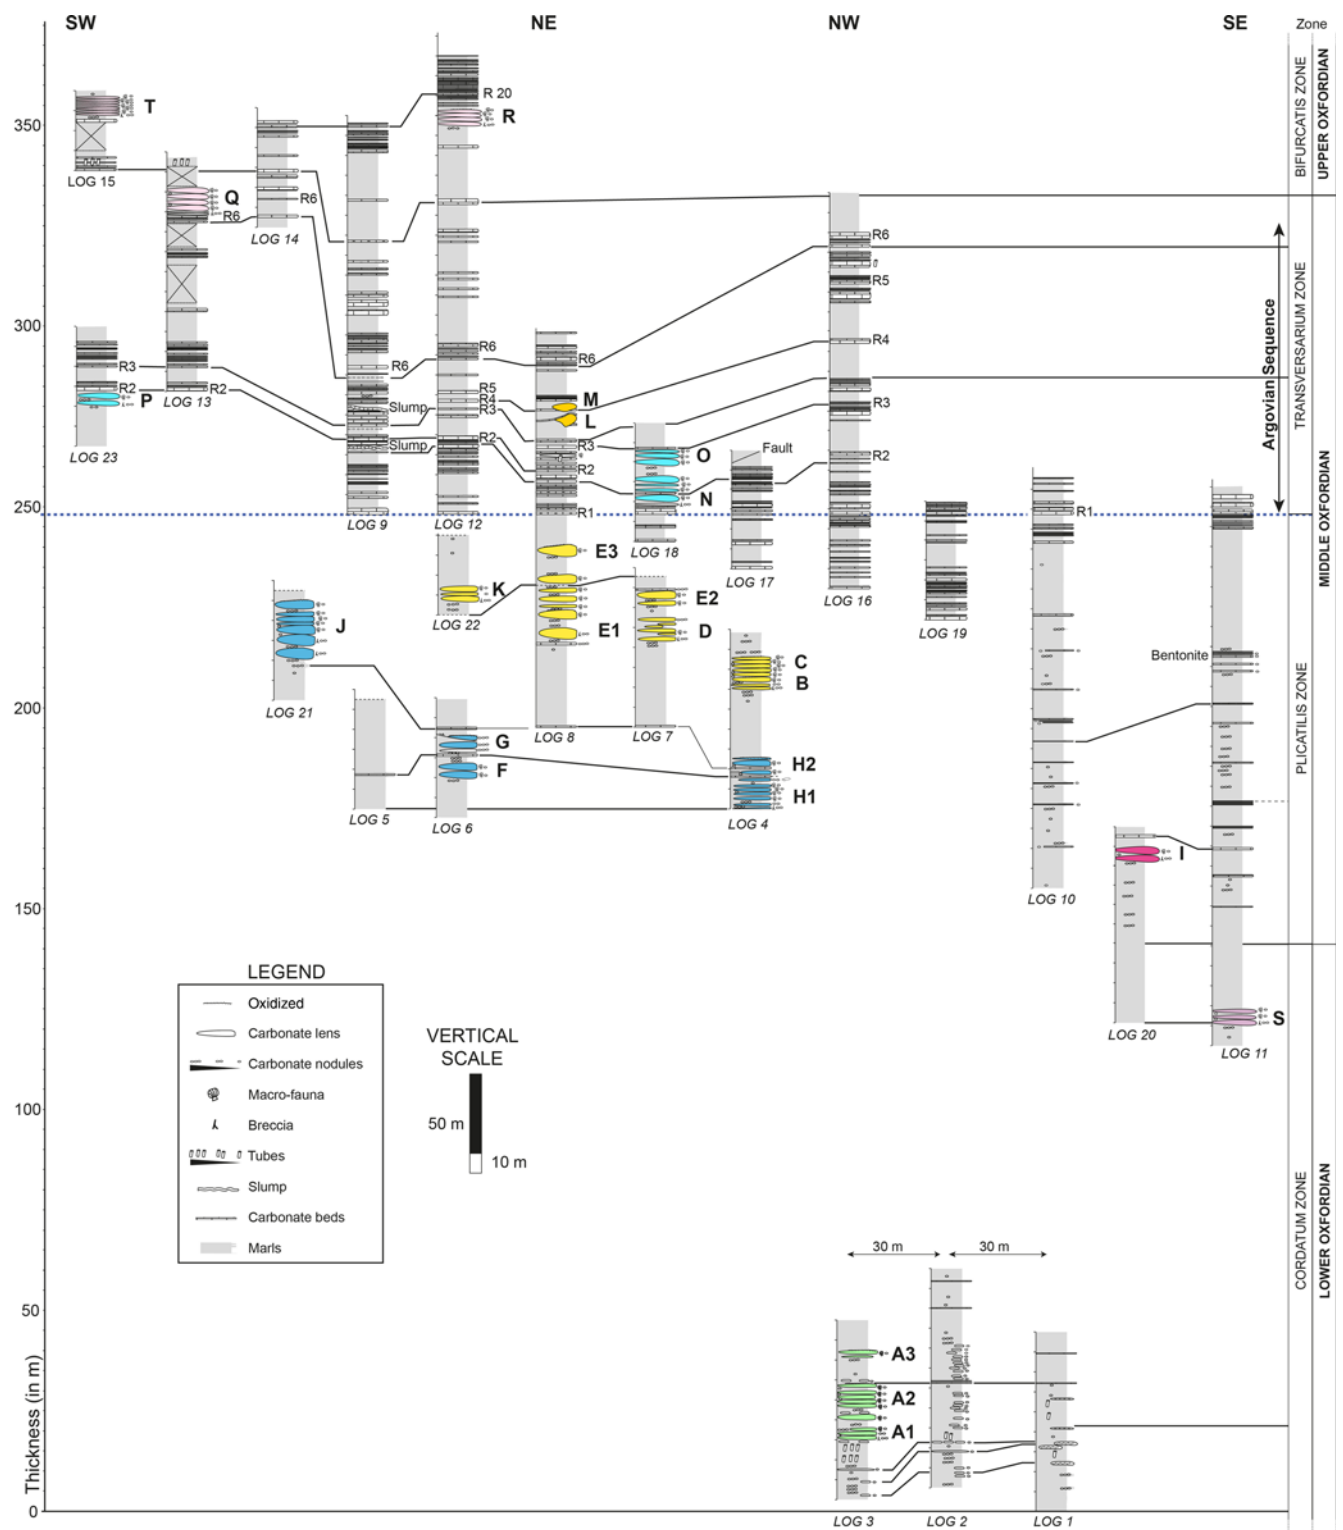 SW NE NW SE Zone
T
R 20
R
350
LOG 15
Q
R6
R6
LOG 14
BIFURCATIS ZONE
UPPER OXFORDIAN
R6
R5
R4
R3
R2
300
R3
R2
P
R2
LOG 13
LOG 23
R6
Slump
Slump
LOG 9
R6
R5
R4
R3
R2
LOG 12
R6
M
L
R3
R2
R1
O
N
LOG 18
Fault
LOG 17
LOG 16
LOG 19
R1
Argovian Sequence
TRANSVERSARIUM ZONE
MIDDLE OXFORDIAN
250
E3
K
LOG 22
E1
E2
D
J
LOG 21
C
B
Bentonite
PLICATILIS ZONE
200
LOG 8
LOG 7
G
F
LOG 5
LOG 6
H2
H1
LOG 4
I
LOG 10
150
LOG 20
S
LOG 11
LEGEND
Oxidized
Carbonate lens
Carbonate nodules
Macro-fauna
Breccia
Tubes
Slump
Carbonate beds
Marls
VERTICAL
SCALE
50 m
10 m
100
CORDATUM ZONE
LOWER OXFORDIAN
30 m 30 m
50
A3
A2
A1
Thickness (in m)
0
LOG 3 LOG 2 LOG 1